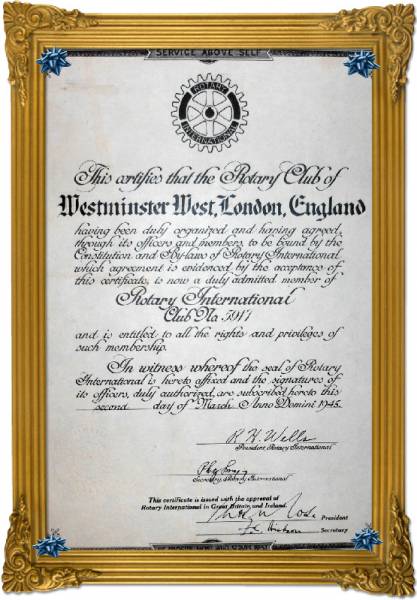 SERVICE ABOVE SELF
ROTARY
INTERNATIONAL
This certifies that the Rotary Club of
Westminster West, London, England
having been duly organized and having agreed,
through its officers and members, to be bound by the
Constitution and By-laws of Rotary International,
which agreement is evidenced by the acceptance of
this certificate, is now a duly admitted member of
Rotary International
Club No. 5917
and is entitled to all the rights and privileges of
such membership.
In witness whereof the seal of Rotary
International is hereto affixed and the signatures of
its officers, duly authorized, are subscribed hereto this
second day of March Anno Domini 1945.
R H Wells
President, Rotary International
Secretary, Rotary International
This certificate is issued with the approval of
Rotary International in Great Britain and Ireland.
President
Secretary